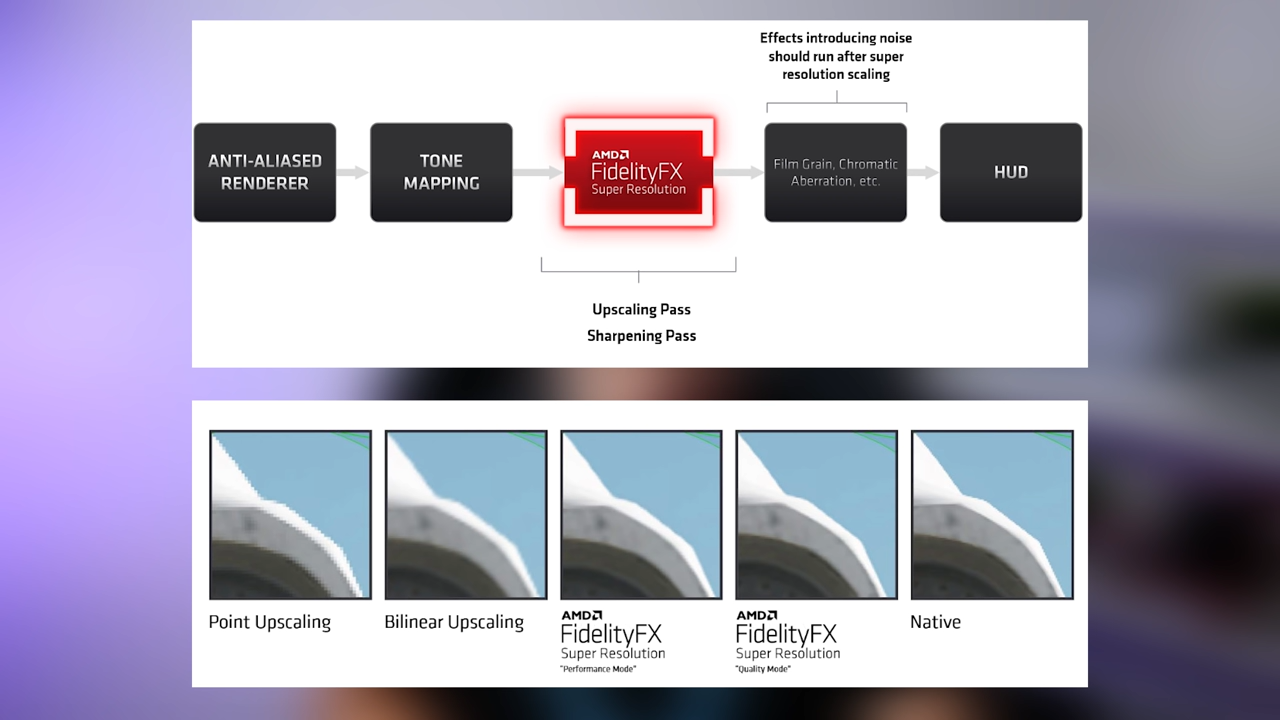 Effects introducing noise
should run after super
resolution scaling
ANTI-ALIASED
RENDERER
TONE
MAPPING
AMD
FidelityFX
Super Resolution
Film Grain, Chromatic
Aberration, etc.
HUD
Upscaling Pass
Sharpening Pass
Point Upscaling
Bilinear Upscaling
AMD
FidelityFX
Super Resolution
"Performance Mode"
AMD
FidelityFX
Super Resolution
"Quality Mode"
Native